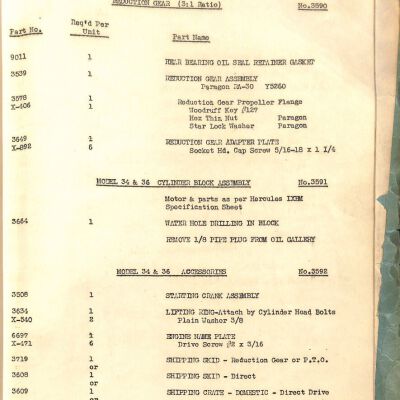 REDUCTION GEAR (3:1 Ratio) No.3590
Part No. Req'd Per Unit Part Name
9011 1 REAR BEARING OIL SEAL RETAINER GASKET
3539 1 REDUCTION GEAR ASSEMBLY
Paragon RA-30 Y5260
3578 1 Reduction Gear Propeller Flange
X-406 1 Woodruff Key #127
Hex Thin Nut Paragon
Star Lock Washer Paragon
3649 1 REDUCTION GEAR ADAPTER PLATE
X-892 6 Socket Hd. Cap Screw 5/16-18 x 1 1/4
MODEL 34 & 36 CYLINDER BLOCK ASSEMBLY No.3591
Motor & parts as per Hercules IXBM
Specification Sheet
3664 1 WATER HOLE DRILLING IN BLOCK
REMOVE 1/8 PIPE PLUG FROM OIL GALLERY
MODEL 34 & 36 ACCESSORIES No.3592
3508 1 STARTING CRANK ASSEMBLY
3634 1 LIFTING RING-Attach by Cylinder Head Bolts
X-540 2 Plain Washer 3/8
6697 1 ENGINE NAME PLATE
X-471 6 Drive Screw #2 x 3/16
3719 1 SHIPPING SKID - Reduction Gear or P.T.O.
or
3608 1 SHIPPING SKID - Direct
or
3609 1 SHIPPING CRATE - DOMESTIC - Direct Drive
or